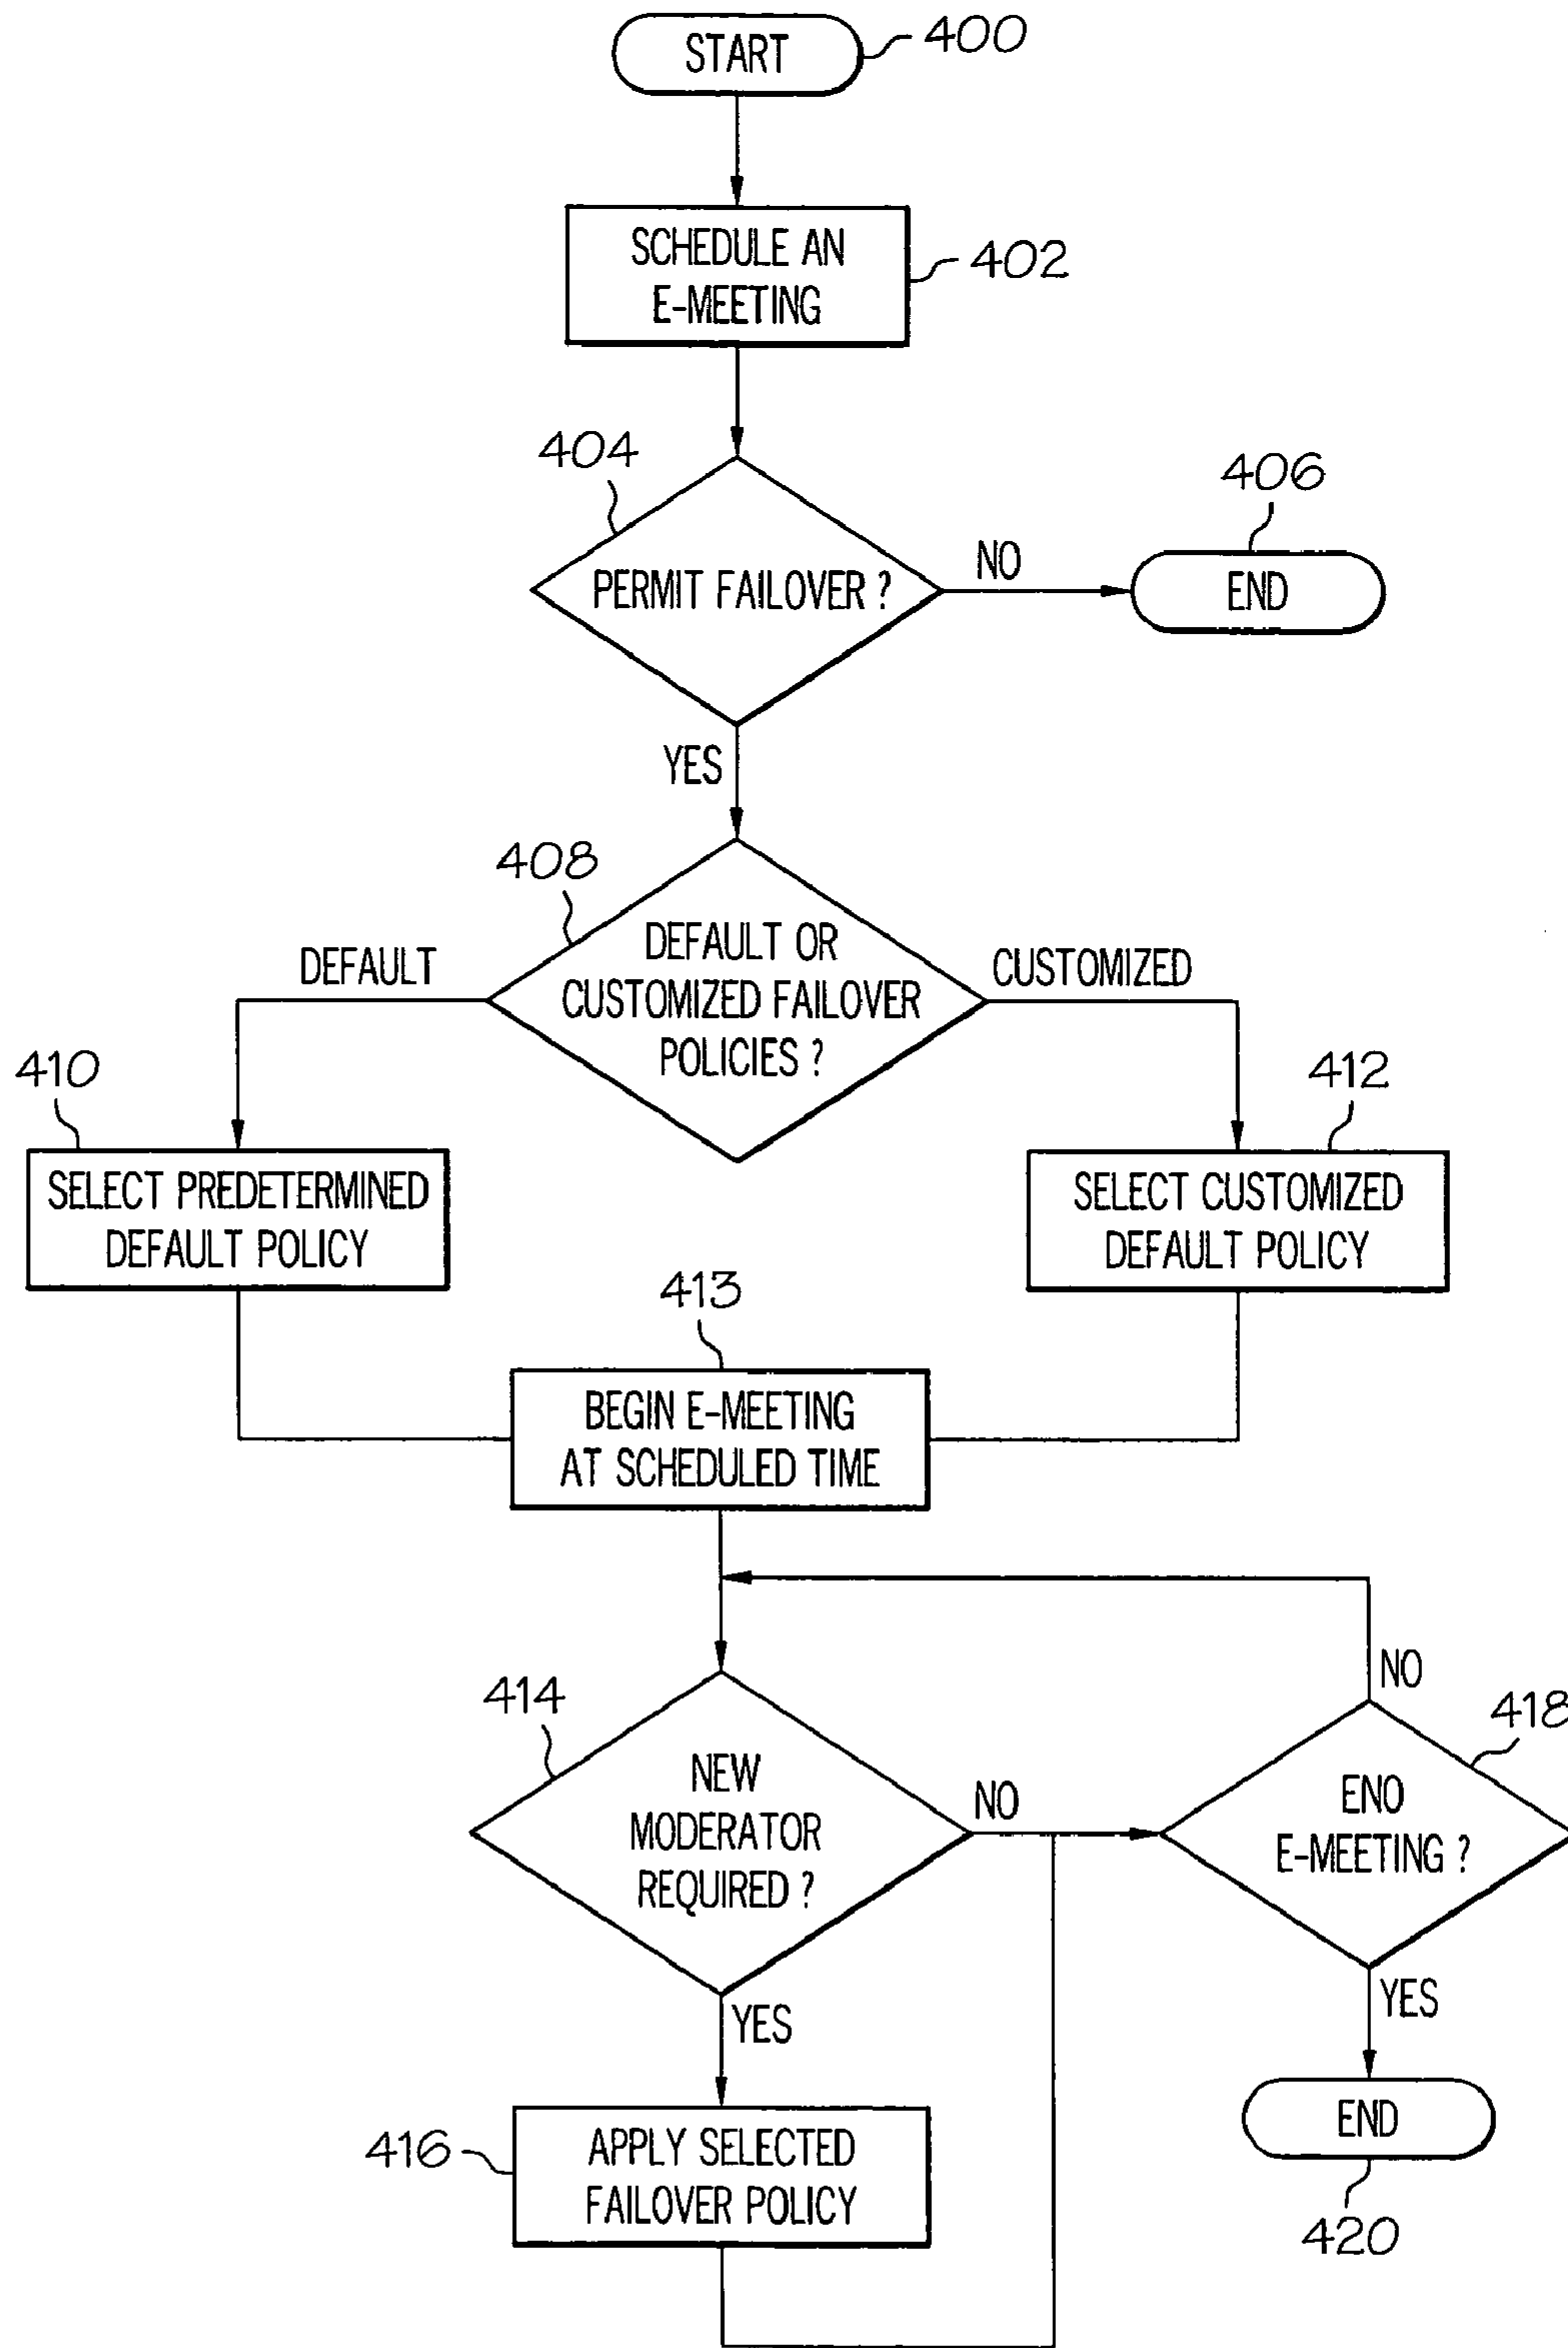 START
400
SCHEDULE AN
E-MEETING
402
404
PERMIT FAILOVER ?
NO
406
END
YES
408
DEFAULT OR
CUSTOMIZED FAILOVER
POLICIES ?
DEFAULT
CUSTOMIZED
410
SELECT PREDETERMINED
DEFAULT POLICY
412
SELECT CUSTOMIZED
DEFAULT POLICY
413
BEGIN E-MEETING
AT SCHEDULED TIME
414
NEW
MODERATOR
REQUIRED ?
NO
NO
418
ENO
E-MEETING ?
YES
YES
416
APPLY SELECTED
FAILOVER POLICY
END
420